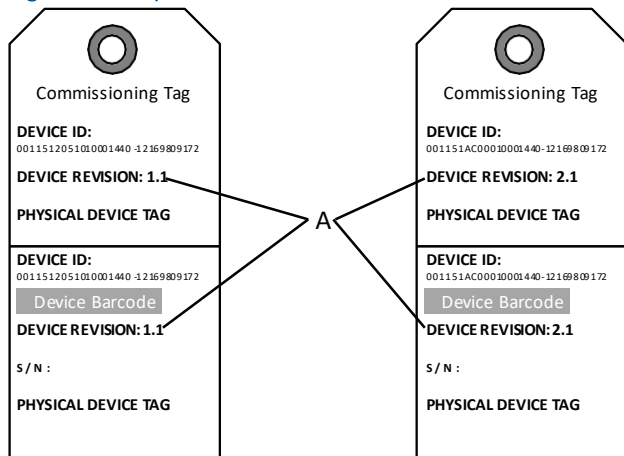 Commissioning Tag
DEVICE ID:
0011512051010001440-12169809172
DEVICE REVISION: 1.1
PHYSICAL DEVICE TAG
DEVICE ID:
0011512051010001440-12169809172
Device Barcode
DEVICE REVISION: 1.1
S/N:
PHYSICAL DEVICE TAG
A
Commissioning Tag
DEVICE ID:
001151AC00010001440-12169809172
DEVICE REVISION: 2.1
PHYSICAL DEVICE TAG
DEVICE ID:
001151AC00010001440-12169809172
Device Barcode
DEVICE REVISION: 2.1
S/N:
PHYSICAL DEVICE TAG